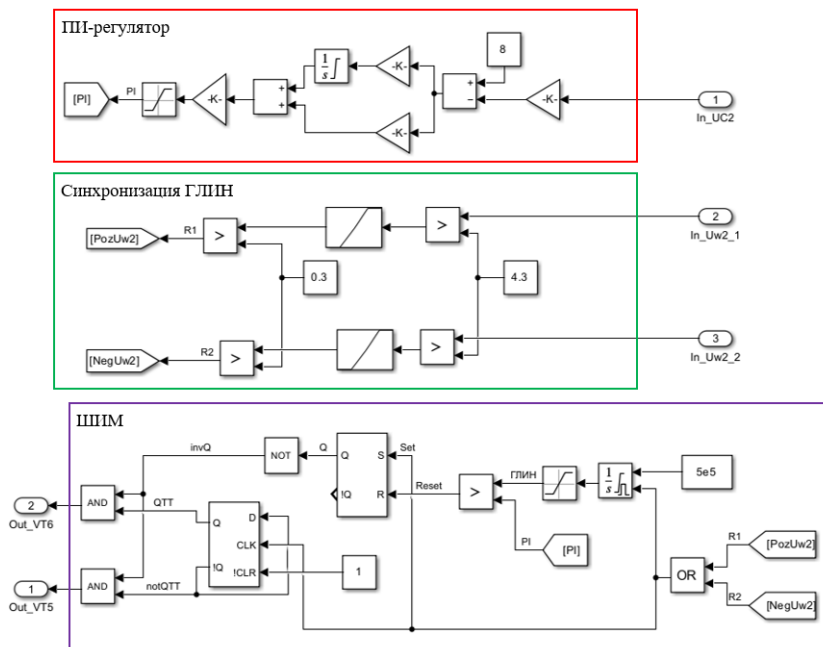 ПИ-регулятор
8
[PI]
PI
-K-
+
+
1
s
-K-
-K-
+
−
-K-
1
In_UC2
Синхронизация ГЛИН
[PozUw2]
R1
>
>
2
In_Uw2_1
0.3
4.3
[NegUw2]
R2
>
>
3
In_Uw2_2
ШИМ
2
Out_VT6
AND
invQ
QTT
NOT
Q
Q
!Q
S
R
Set
Reset
>
ГЛИН
PI
[PI]
1
s
5e5
1
Out_VT5
AND
notQTT
Q
!Q
D
CLK
!CLR
1
OR
R1
[PozUw2]
R2
[NegUw2]